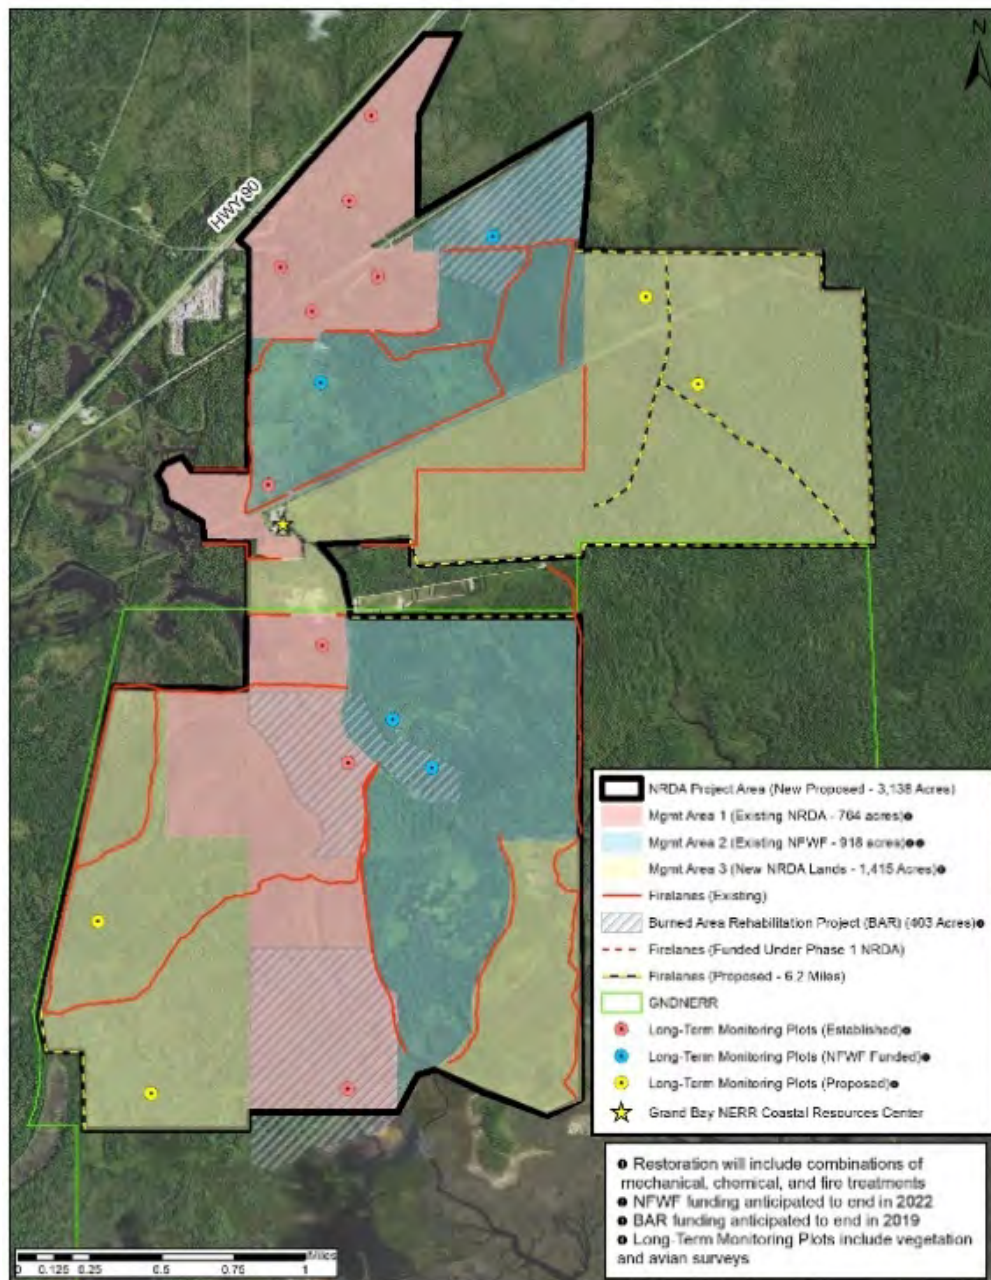 N
HWY 90
NRDA Project Area (New Proposed - 3,138 Acres)
Mgmt Area 1 (Existing NRDA - 764 acres)
Mgmt Area 2 (Existing NFWF - 918 acres)
Mgmt Area 3 (New NRDA Lands - 1,415 Acres)
Firelanes (Existing)
Burned Area Rehabilitation Project (BAR) (403 Acres)
Firelanes (Funded Under Phase 1 NRDA)
Firelanes (Proposed - 6.2 Miles)
GNDNERR
Long-Term Monitoring Plots (Established)
Long-Term Monitoring Plots (NFWF Funded)
Long-Term Monitoring Plots (Proposed)
Grand Bay NERR Coastal Resources Center
Restoration will include combinations of
mechanical, chemical, and fire treatments
NFWF funding anticipated to end in 2022
BAR funding anticipated to end in 2019
Long-Term Monitoring Plots include vegetation
and avian surveys
Miles
0 0.125 0.25 0.5 0.75 1